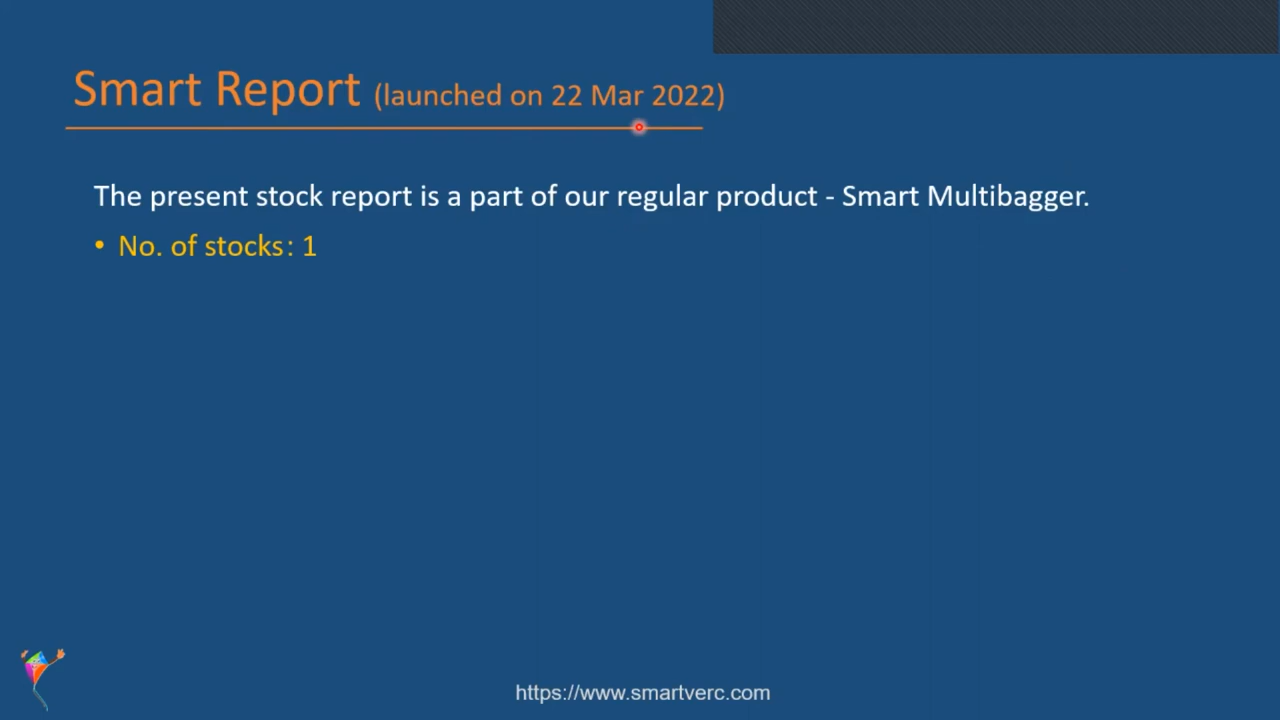 Smart Report (launched on 22 Mar 2022)
The present stock report is a part of our regular product - Smart Multibagger.
• No. of stocks: 1
https://www.smartverc.com